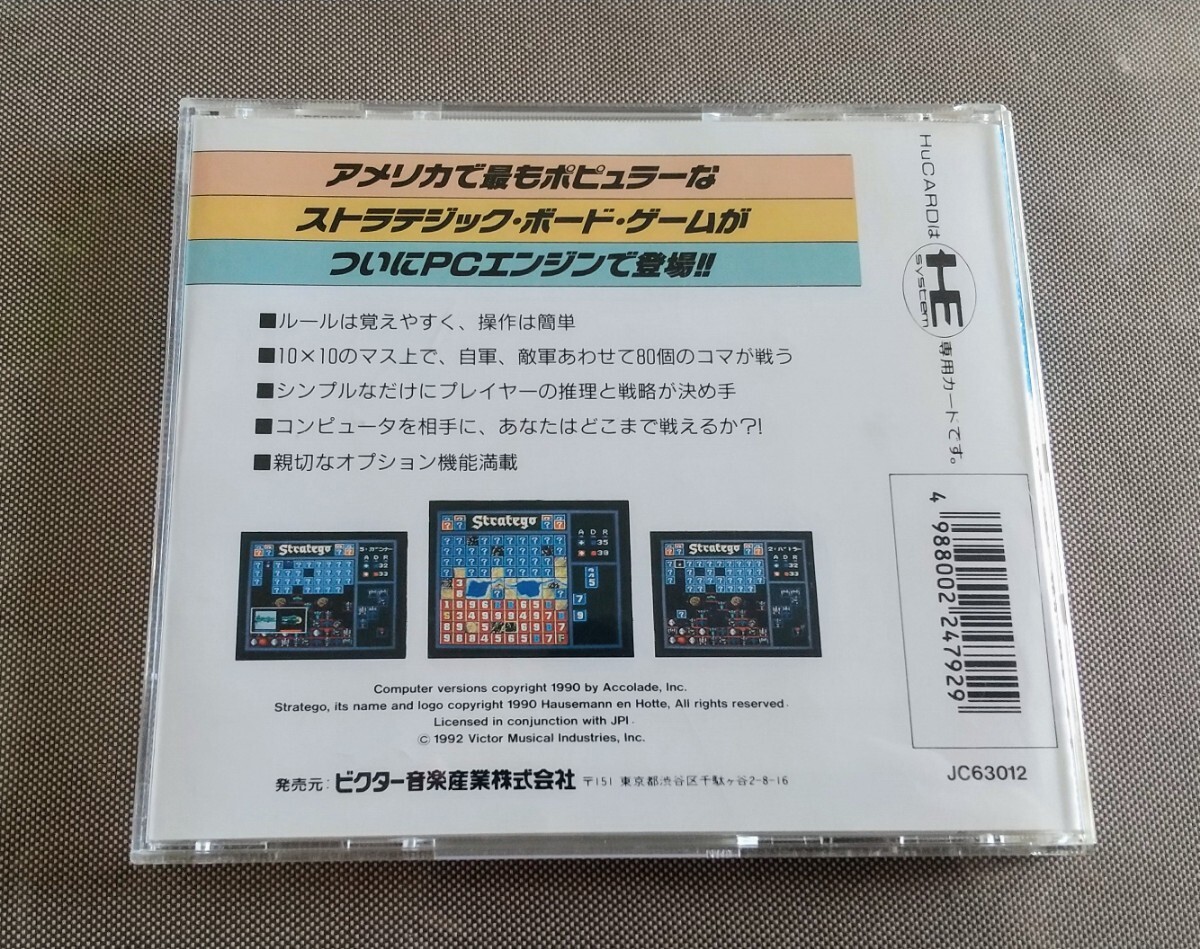 アメリカで最もポピュラーな
ストラテジック・ボード・ゲームが
ついにPCエンジンで登場!!
■ルールは覚えやすく、操作は簡単
■10×10のマス上で、自軍、敵軍あわせて80個のコマが戦う
■シンプルなだけにプレイヤーの推理と戦略が決め手
■コンピュータを相手に、あなたはどこまで戦えるか?!
■親切なオプション機能満載
Stratego
Stratego
Stratego
Computer versions copyright 1990 by Accolade, Inc.
Stratego, its name and logo copyright 1990 Hausemann en Hotte, All rights reserved.
Licensed in conjunction with JPI.
© 1992 Victor Musical Industries, Inc.
発売元:ビクター音楽産業株式会社 〒151 東京都渋谷区千駄ヶ谷2-8-16
HuCARDは HE system 専用カードです。
4 988002 247929
JC63012